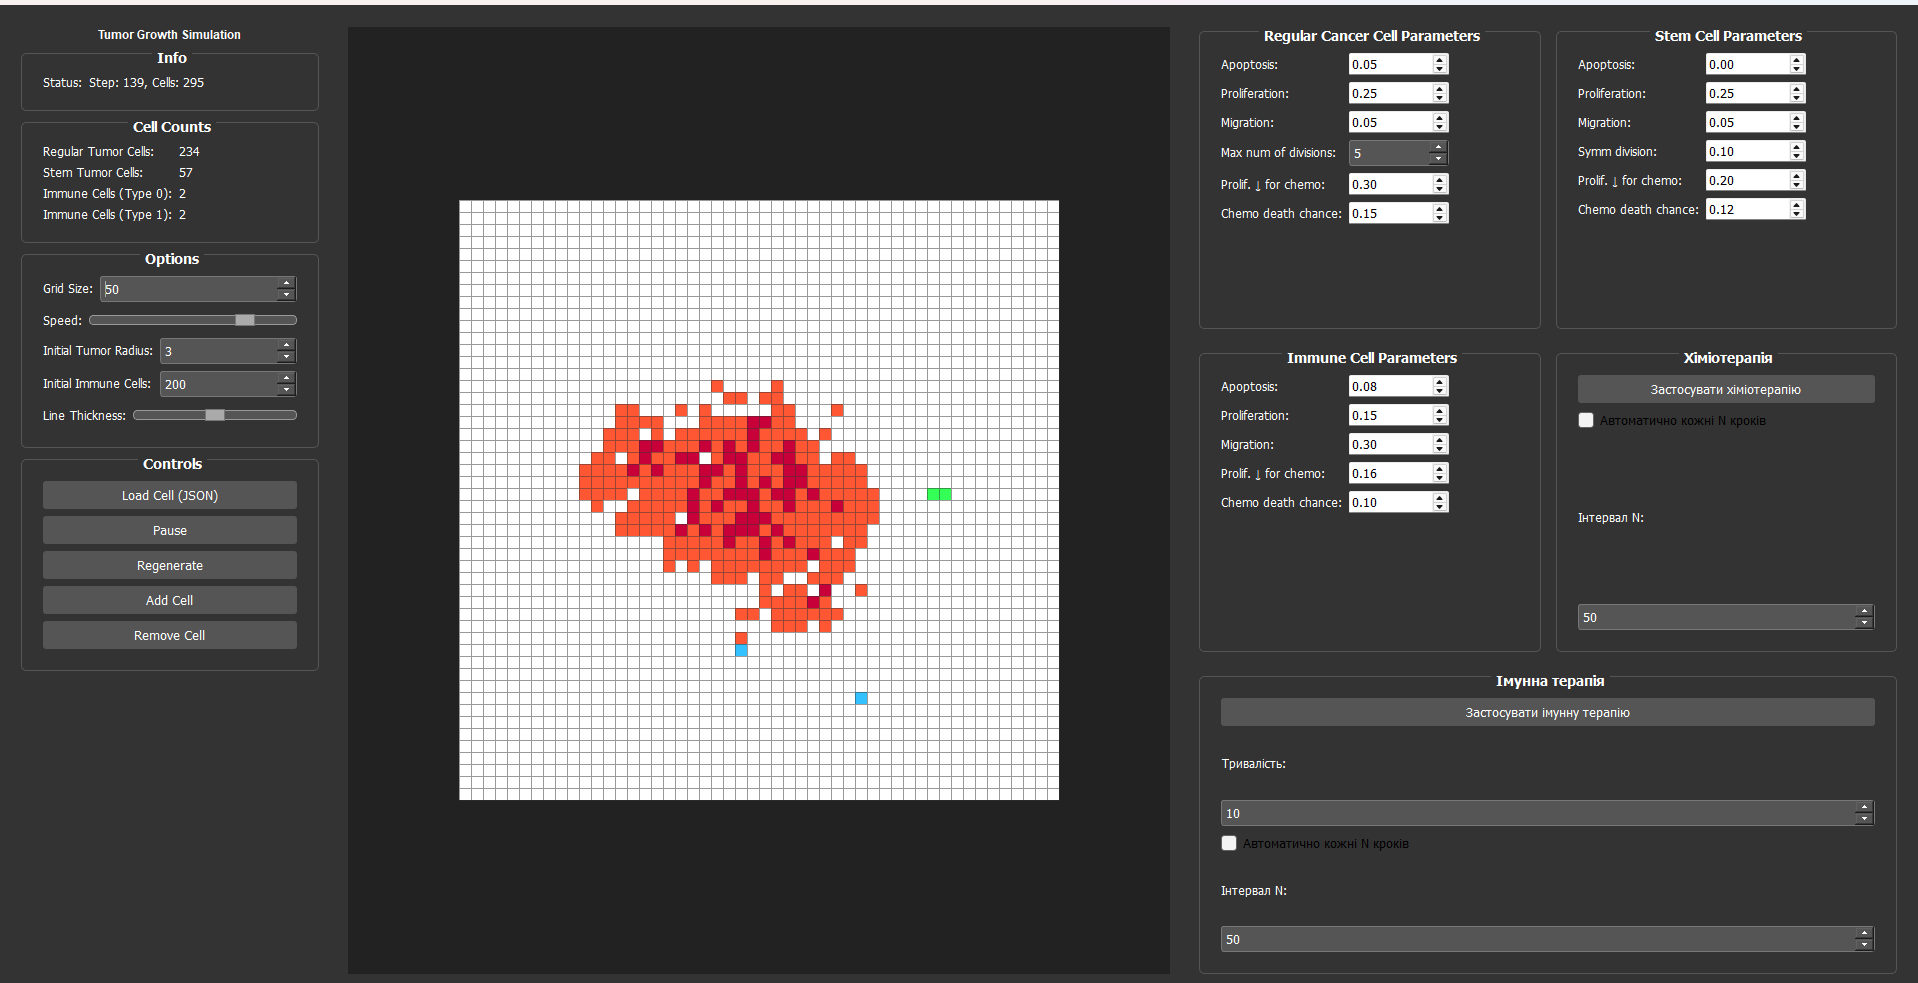 Tumor Growth Simulation
Info
Status: Step: 139, Cells: 295
Cell Counts
Regular Tumor Cells: 234
Stem Tumor Cells: 57
Immune Cells (Type 0): 2
Immune Cells (Type 1): 2
Options
Grid Size: 50
Speed:
Initial Tumor Radius: 3
Initial Immune Cells: 200
Line Thickness:
Controls
Load Cell (JSON)
Pause
Regenerate
Add Cell
Remove Cell
Regular Cancer Cell Parameters
Apoptosis: 0.05
Proliferation: 0.25
Migration: 0.05
Max num of divisions: 5
Prolif. ↓ for chemo: 0.30
Chemo death chance: 0.15
Stem Cell Parameters
Apoptosis: 0.00
Proliferation: 0.25
Migration: 0.05
Symm division: 0.10
Prolif. ↓ for chemo: 0.20
Chemo death chance: 0.12
Immune Cell Parameters
Apoptosis: 0.08
Proliferation: 0.15
Migration: 0.30
Prolif. ↓ for chemo: 0.16
Chemo death chance: 0.10
Хіміотерапія
Застосувати хіміотерапію
Автоматично кожні N кроків
Інтервал N:
50
Імунна терапія
Застосувати імунну терапію
Тривалість:
10
Автоматично кожні N кроків
Інтервал N:
50